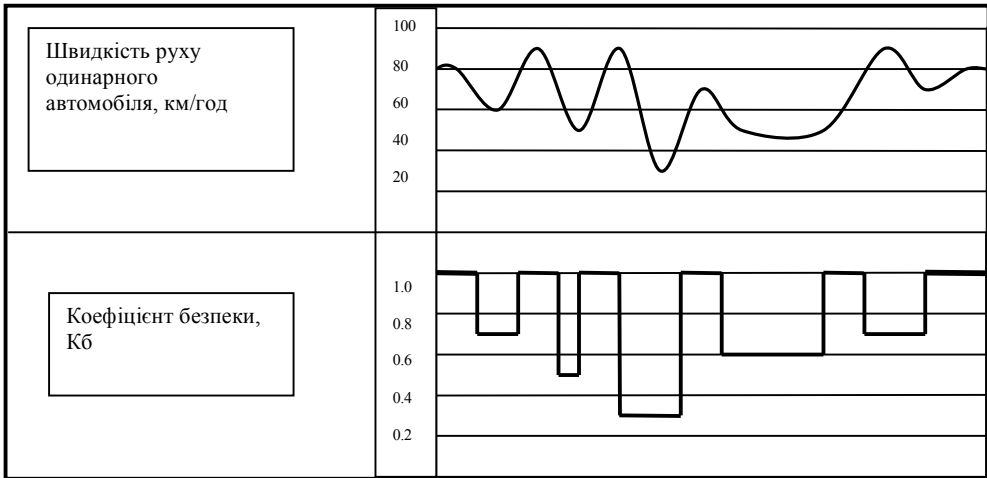 Швидкість руху
одинарного
автомобіля, км/год
100
80
60
40
20
Коефіцієнт безпеки,
Кб
1.0
0.8
0.6
0.4
0.2